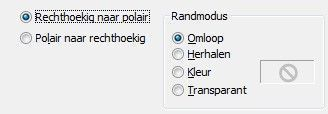 Rechthoekig naar polair
Polair naar rechthoekig
Randmodus
Omloop
Herhalen
Kleur
Transparant